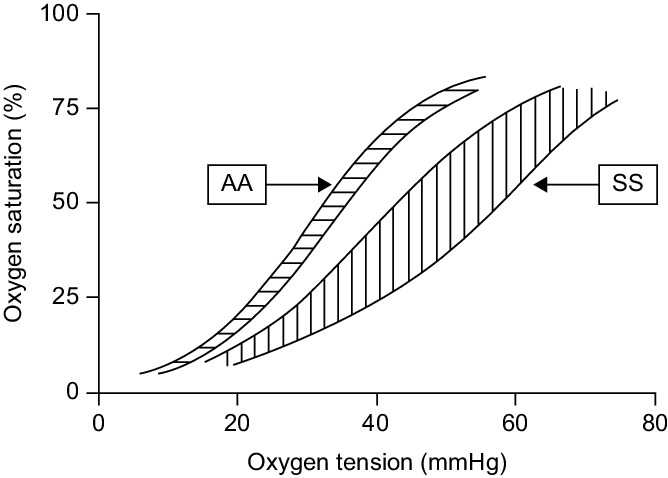 Oxygen saturation (%)
100
75
50
25
0
AA
SS
0 20 40 60 80
Oxygen tension (mmHg)